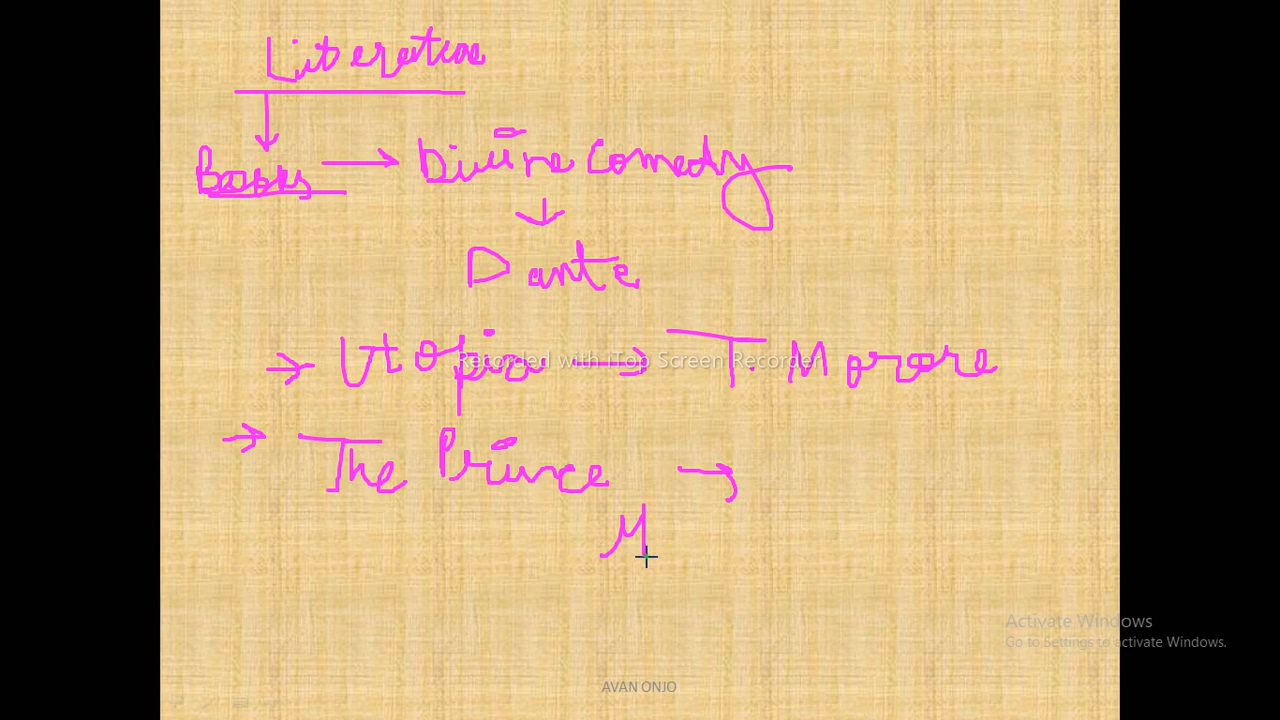 Literature
Books → Divine Comedy
↓
Dante
→ Utopia → T. Morore
Recorded with iTop Screen Recorder
→ The Prince →
M
Activate Windows
Go to Settings to activate Windows.
AVAN ONJO